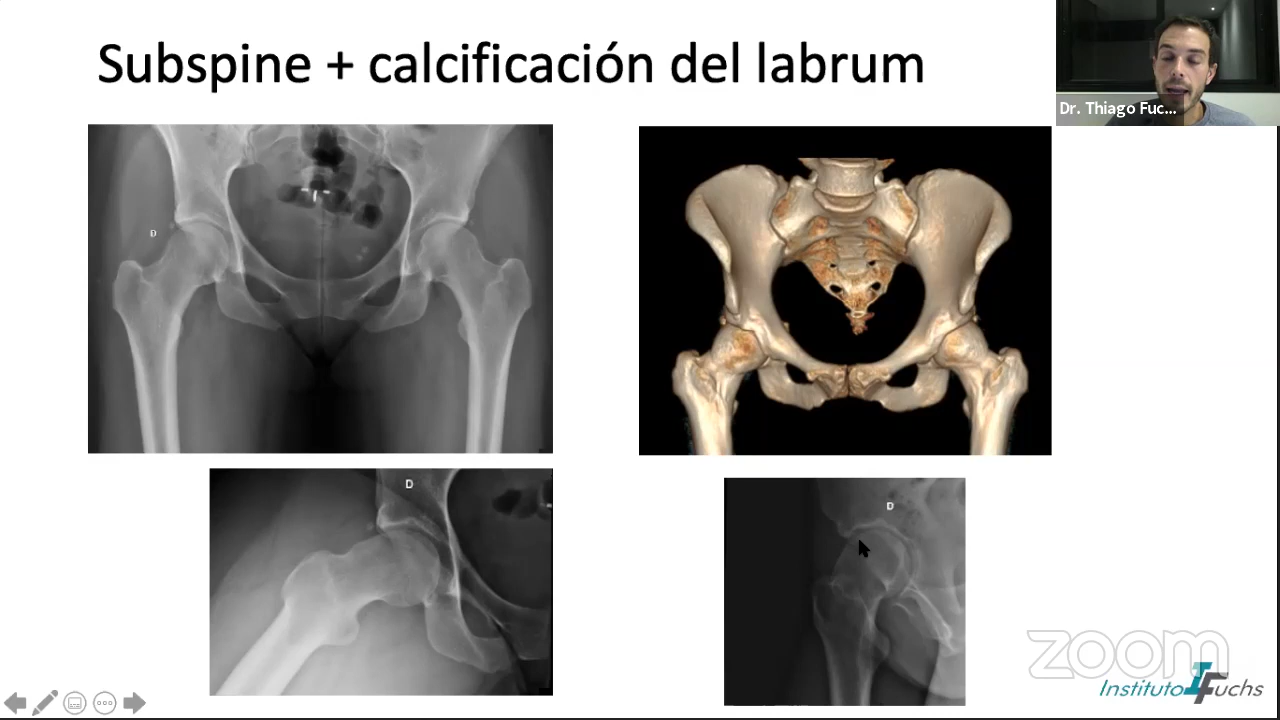 Subspine + calcificación del labrum
Dr. Thiago Fuc...
D
D
D
zoom
Instituto Fuchs